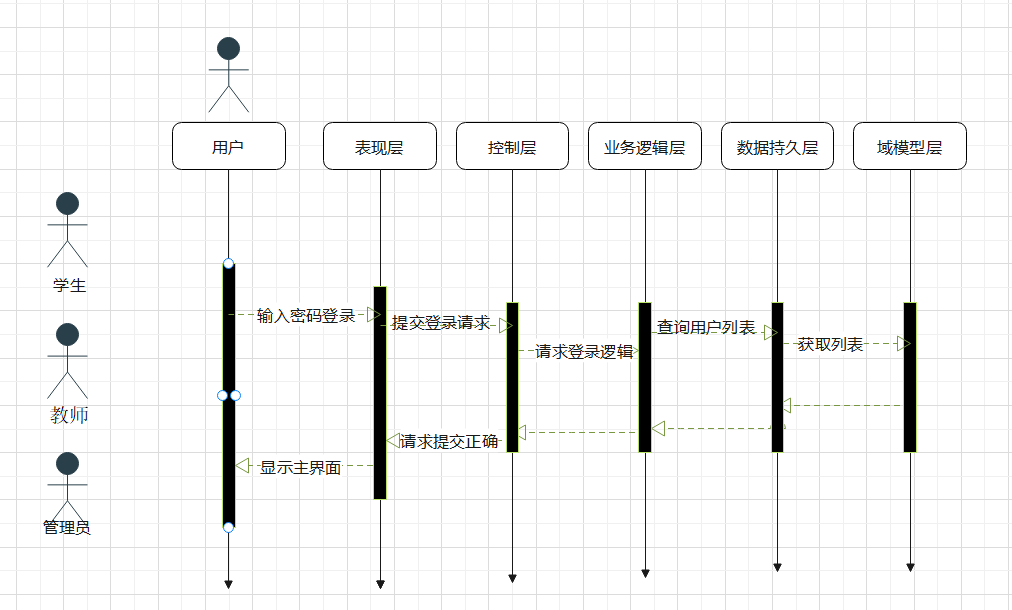 用户
表现层
控制层
业务逻辑层
数据持久层
域模型层
学生
教师
管理员
输入密码登录
提交登录请求
请求登录逻辑
查询用户列表
获取列表
请求提交正确
显示主界面